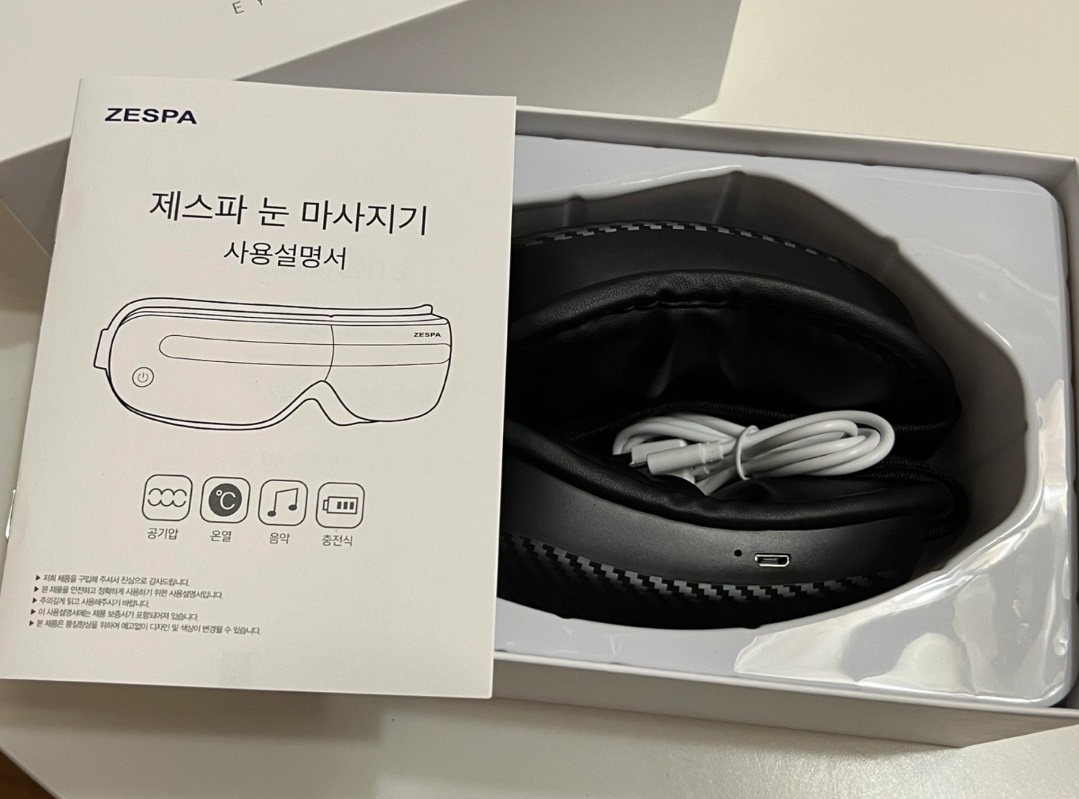 E Y
ZESPA
제스파 눈 마사지기
사용설명서
ZESPA
℃
공기압 온열 음악 충전식
▶ 저희 제품을 구입해 주셔서 진심으로 감사드립니다.
▶ 본 제품을 안전하고 정확하게 사용하기 위한 사용설명서입니다.
▶ 주의깊게 읽고 사용해주시기 바랍니다.
▶ 이 사용설명서에는 제품 보증서가 포함되어져 있습니다.
▶ 본 제품은 품질향상을 위하여 예고없이 디자인 및 색상이 변경될 수 있습니다.